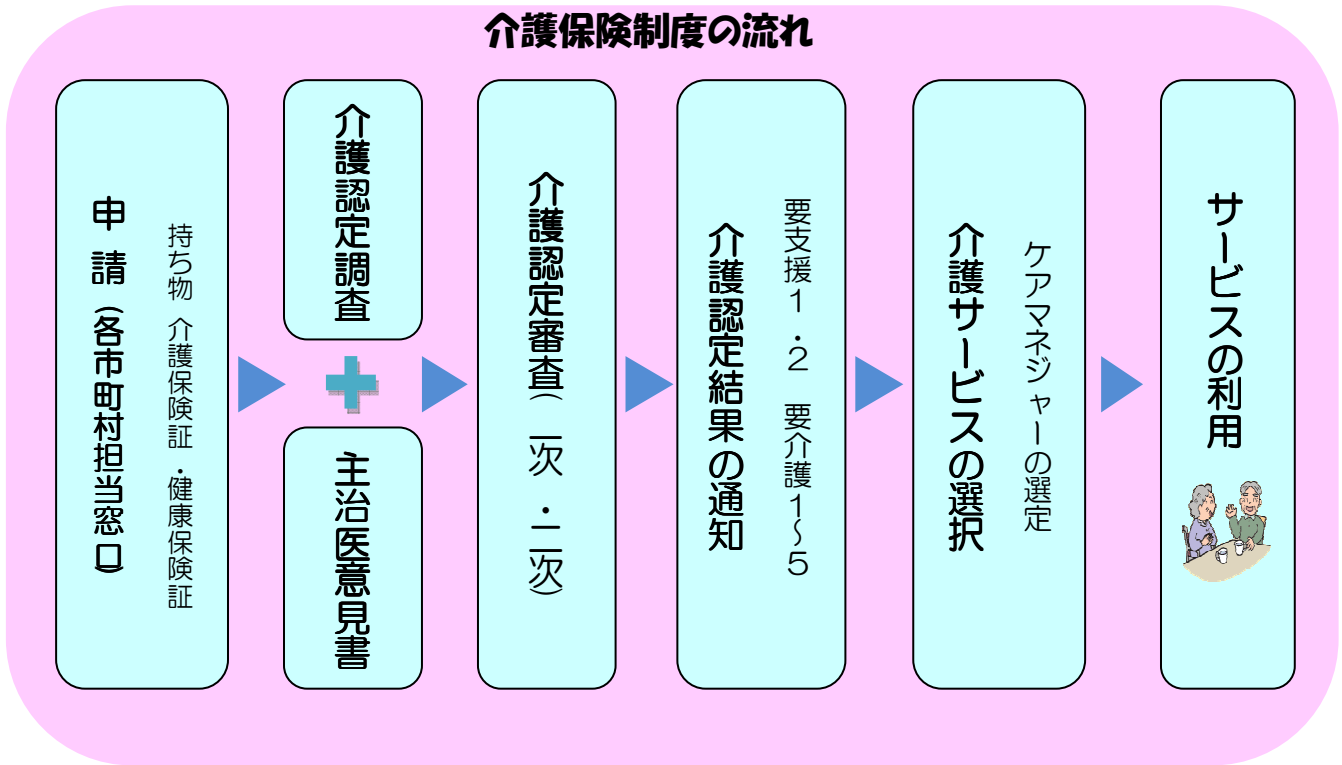 介護保険制度の流れ
申 請（各市町村担当窓口）
持ち物 介護保険証・健康保険証
介護認定調査
主治医意見書
介護認定審査（一次・二次）
介護認定結果の通知
要支援１・２ 要介護１～５
介護サービスの選択
ケアマネジャーの選定
サービスの利用